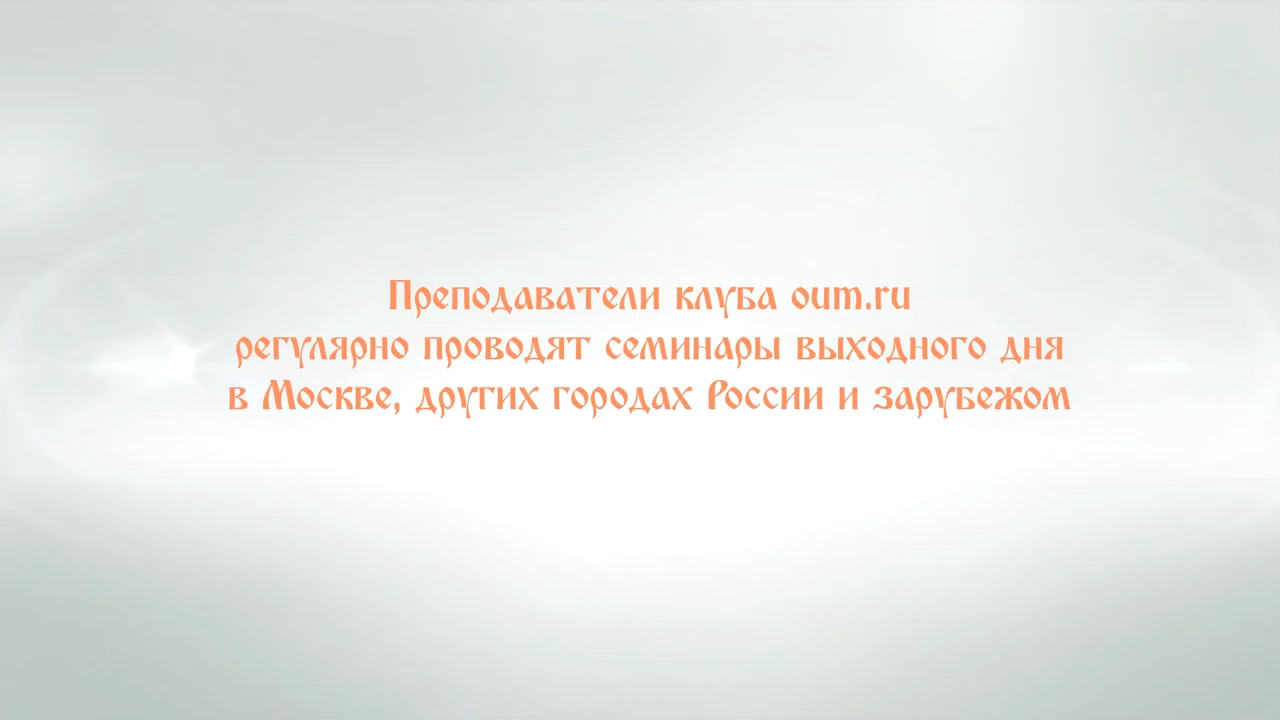 Преподаватели клуба oum.ru
регулярно проводят семинары выходного дня
в Москве, других городах России и зарубежом